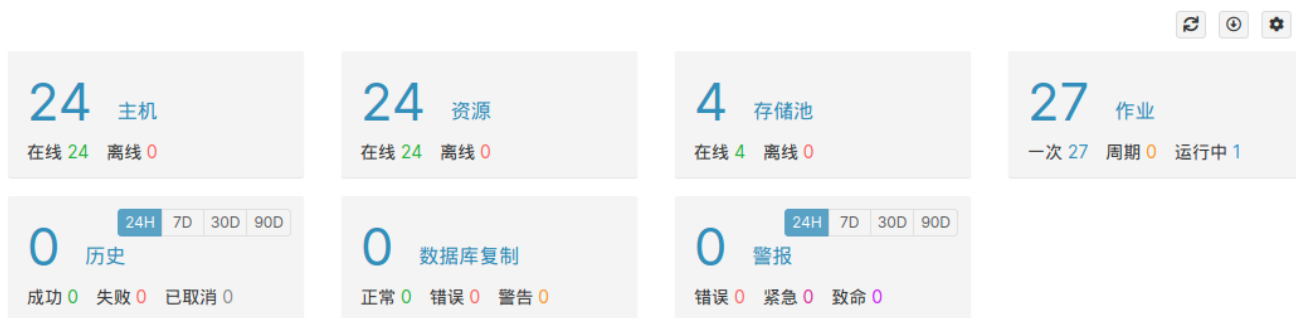 24 主机
在线 24 离线 0
24 资源
在线 24 离线 0
4 存储池
在线 4 离线 0
27 作业
一次 27 周期 0 运行中 1
24H 7D 30D 90D
0 历史
成功 0 失败 0 已取消 0
0 数据库复制
正常 0 错误 0 警告 0
24H 7D 30D 90D
0 警报
错误 0 紧急 0 致命 0